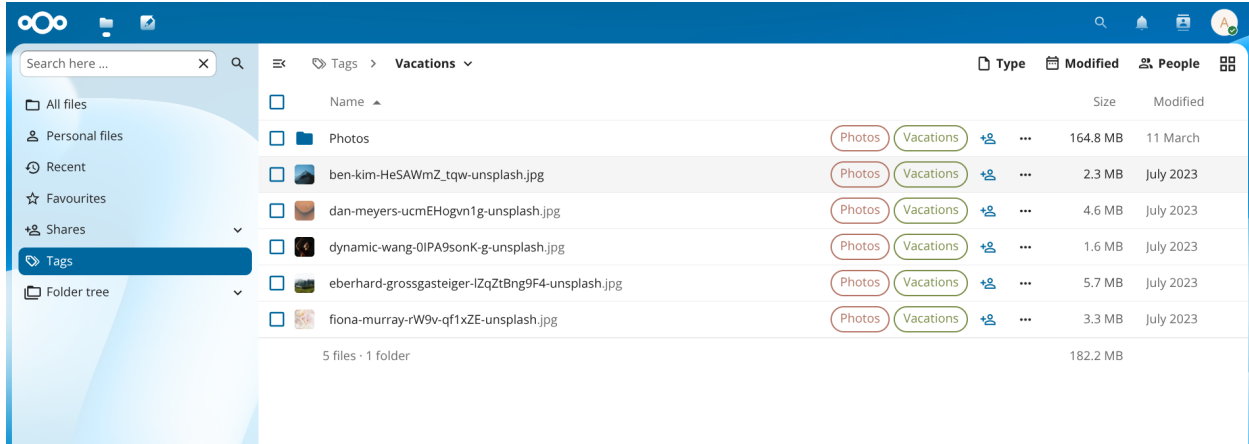 A
Search here ...
Tags > Vacations
Type Modified People
All files
Personal files
Recent
Favourites
Shares
Tags
Folder tree
Name Size Modified
Photos Photos Vacations 164.8 MB 11 March
ben-kim-HeSAWmZ_tqw-unsplash.jpg Photos Vacations 2.3 MB July 2023
dan-meyers-ucmEHogvn1g-unsplash.jpg Photos Vacations 4.6 MB July 2023
dynamic-wang-0IPA9sonK-g-unsplash.jpg Photos Vacations 1.6 MB July 2023
eberhard-grossgasteiger-lZqZtBng9F4-unsplash.jpg Photos Vacations 5.7 MB July 2023
fiona-murray-rW9v-qf1xZE-unsplash.jpg Photos Vacations 3.3 MB July 2023
5 files · 1 folder 182.2 MB